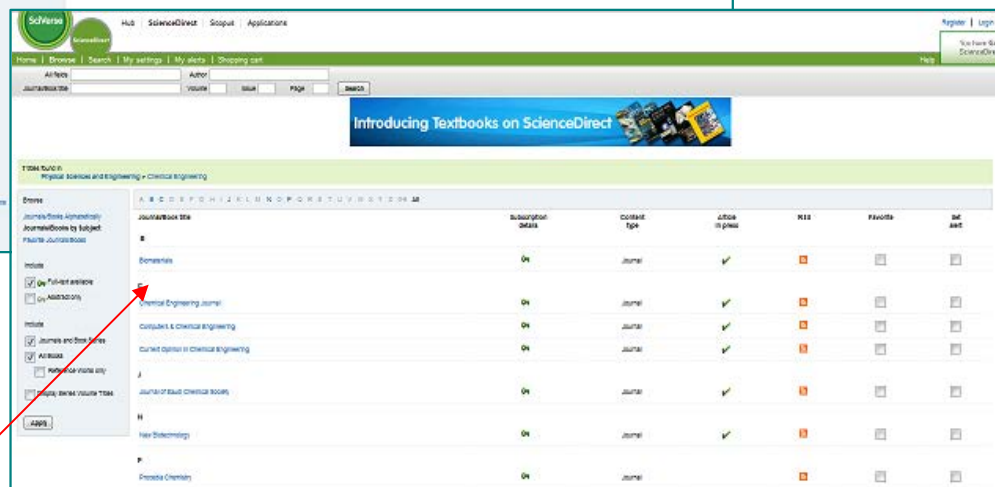 SciVerse
ScienceDirect
Hub | ScienceDirect | Scopus | Applications
Register | Login
You have
Home | Browse | Search | My settings | My alerts | Shopping cart
Help
All fields
Author
Journal/Book title
Volume
Issue
Page
Search
Introducing Textbooks on ScienceDirect
Titles found in
Physical Sciences and Engineering > Chemical Engineering
Browse
Journals/Books Alphabetically
Journals/Books by Subject
Favorite Journals/Books
Include
Full-text available
Abstract only
Include
Journals and Book Series
All Books
Reference Works only
Display Series Volume Titles
Apply
A B C D E F G H I J K L M N O P Q R S T U V W X Y Z 0-9 All
Journal/Book title
Subscription details
Content type
Article in press
RSS
Favorite
Set alert
B
Biomaterials
Journal
C
Chemical Engineering Journal
Journal
Computers & Chemical Engineering
Journal
Current Opinion in Chemical Engineering
Journal
J
Journal of Saudi Chemical Society
Journal
N
New Biotechnology
Journal
P
Procedia Chemistry
Journal